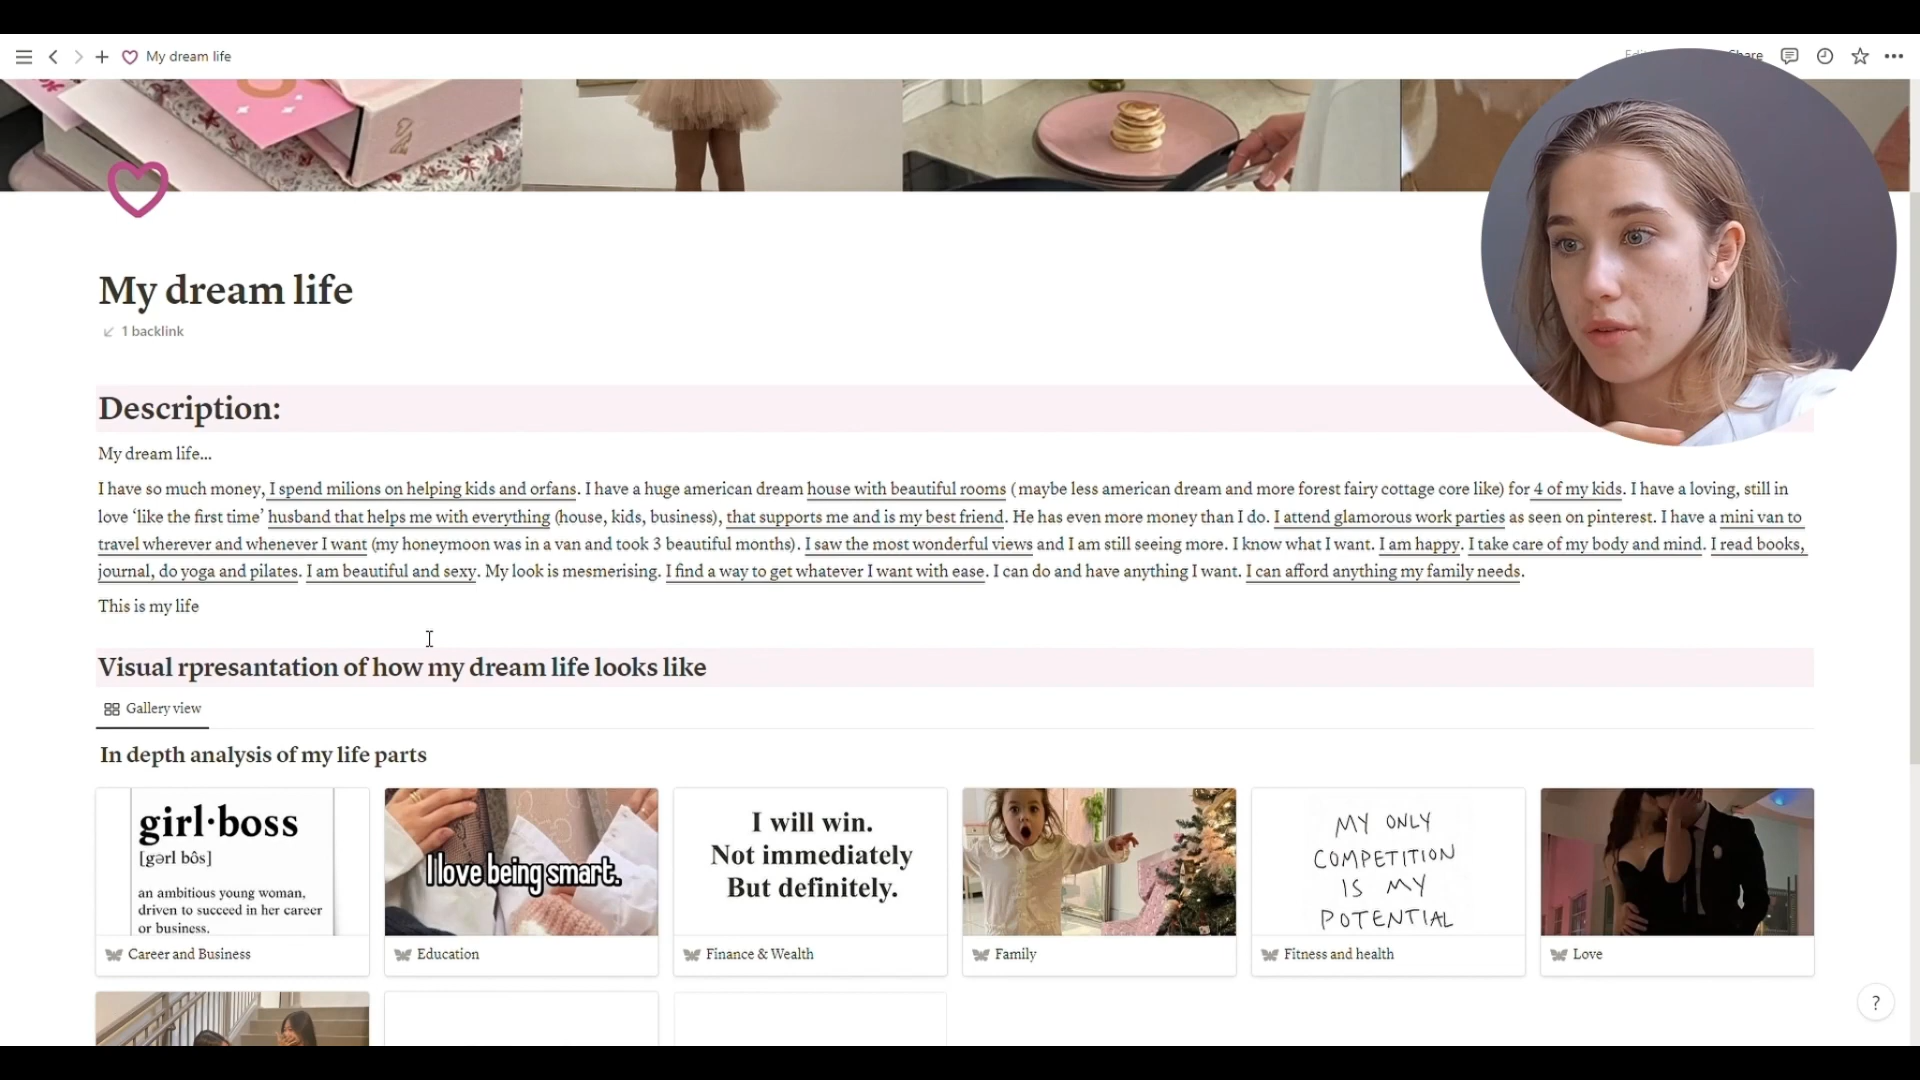 My dream life
Share
My dream life
1 backlink
Description:
My dream life...
I have so much money, I spend milions on helping kids and orfans. I have a huge american dream house with beautiful rooms (maybe less american dream and more forest fairy cottage core like) for 4 of my kids. I have a loving, still in
love ‘like the first time’ husband that helps me with everything (house, kids, business), that supports me and is my best friend. He has even more money than I do. I attend glamorous work parties as seen on pinterest. I have a mini van to
travel wherever and whenever I want (my honeymoon was in a van and took 3 beautiful months). I saw the most wonderful views and I am still seeing more. I know what I want. I am happy. I take care of my body and mind. I read books,
journal, do yoga and pilates. I am beautiful and sexy. My look is mesmerising. I find a way to get whatever I want with ease. I can do and have anything I want. I can afford anything my family needs.
This is my life
Visual rpresantation of how my dream life looks like
Gallery view
In depth analysis of my life parts
girl·boss
[gərl bôs]
an ambitious young woman,
driven to succeed in her career
or business.
Career and Business
I love being smart.
Education
I will win.
Not immediately
But definitely.
Finance & Wealth
Family
MY ONLY
COMPETITION
IS MY
POTENTIAL
Fitness and health
Love
?